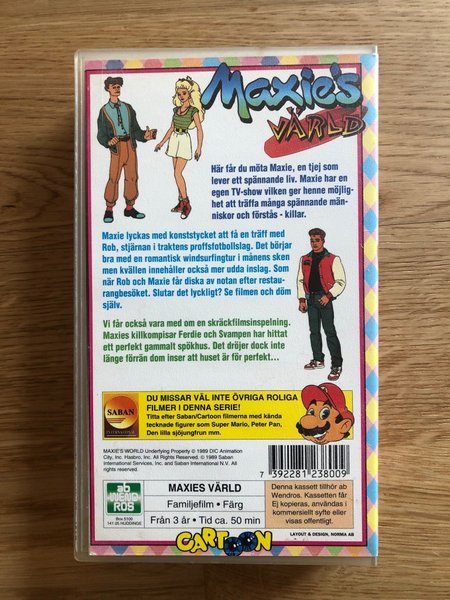 Maxie's
VÄRLD
Här får du möta Maxie, en tjej som
lever ett spännande liv. Maxie har en
egen TV-show vilken ger henne möjlig-
het att träffa många spännande män-
niskor och förstås - killar.
Maxie lyckas med konststycket att få en träff med
Rob, stjärnan i traktens proffsfotbollslag. Det börjar
bra med en romantisk windsurfingtur i månens sken
men kvällen innehåller också mer udda inslag. Som
när Rob och Maxie får diska av notan efter restau-
rangbesöket. Slutar det lyckligt? Se filmen och döm
själv.
Vi får också vara med om en skräckfilmsinspelning.
Maxies killkompisar Ferdie och Svampen har hittat
ett perfekt gammalt spökhus. Det dröjer dock inte
länge förrän dom inser att huset är för perfekt...
SABAN
INTERNATIONAL
DU MISSAR VÄL INTE ÖVRIGA ROLIGA
FILMER I DENNA SERIE!
Titta efter Saban/Cartoon filmerna med kända
tecknade figurer som Super Mario, Peter Pan,
Den lilla sjöjungfrun mm.
MAXIE'S WORLD Underlying Property © 1989 DIC Animation
City, Inc. Hasbro, Inc. All Rights Reserved. © 1989 Saban
International Services, Inc. and Saban International N.V. All
rights reserved.
7 392281 238009
ab
WEND
ROS
Box 5100
141 05 HUDDINGE
MAXIES VÄRLD
Familjefilm • Färg
Från 3 år • Tid ca. 50 min
Denna kassett tillhör ab
Wendros. Kassetten får
Ej kopieras, användas i
kommersiellt syfte eller
visas offentligt.
CARTOON
LAYOUT & DESIGN, NORMA AB